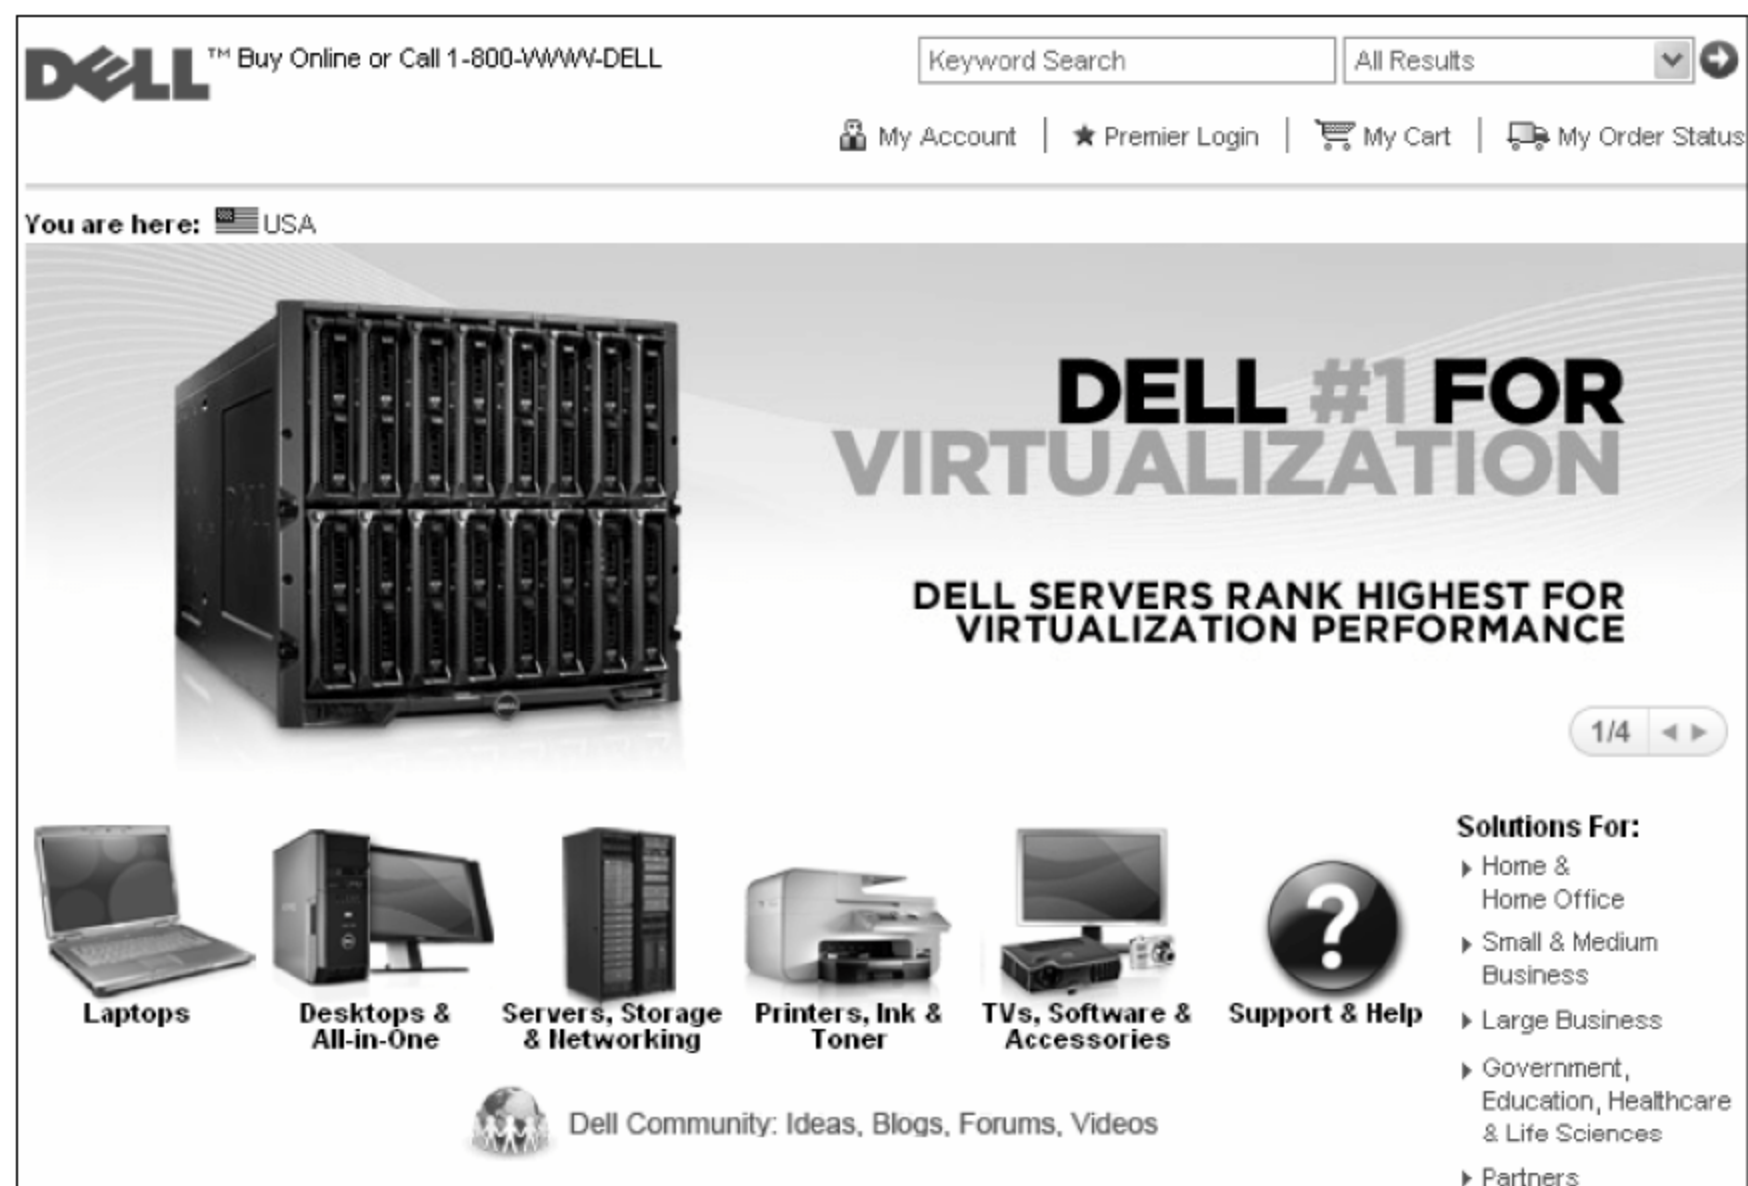 DELL™ Buy Online or Call 1-800-WWW-DELL
Keyword Search
All Results
My Account | Premier Login | My Cart | My Order Status
You are here: USA
DELL #1 FOR
VIRTUALIZATION
DELL SERVERS RANK HIGHEST FOR
VIRTUALIZATION PERFORMANCE
1/4
Laptops
Desktops &
All-in-One
Servers, Storage
& Networking
Printers, Ink &
Toner
TVs, Software &
Accessories
Support & Help
Solutions For:
Home &
Home Office
Small & Medium
Business
Large Business
Government,
Education, Healthcare
& Life Sciences
Partners
Dell Community: Ideas, Blogs, Forums, Videos